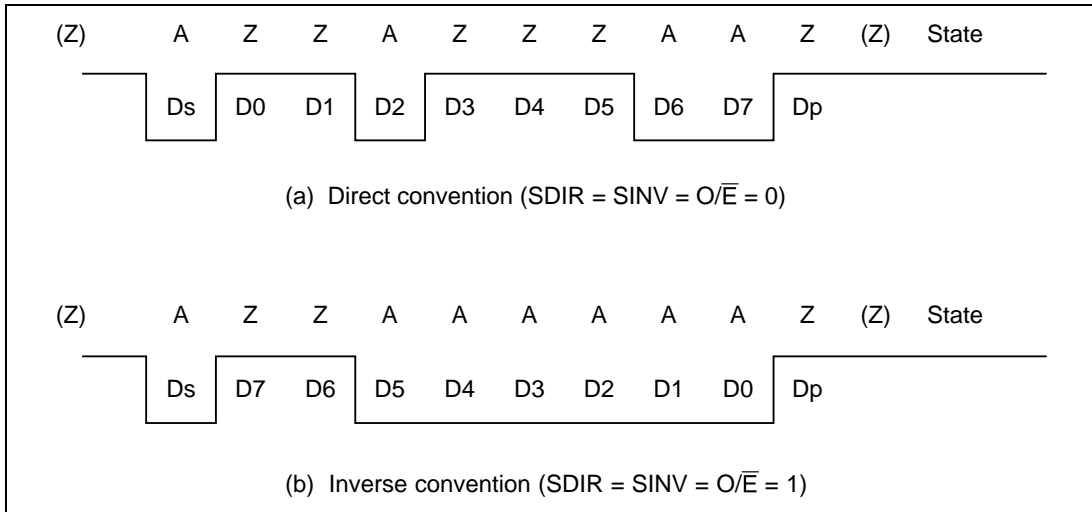 (Z) A Z Z A Z Z Z A A Z (Z) State
Ds D0 D1 D2 D3 D4 D5 D6 D7 Dp
(a) Direct convention (SDIR = SINV = O/E̅ = 0)
(Z) A Z Z A A A A A A Z (Z) State
Ds D7 D6 D5 D4 D3 D2 D1 D0 Dp
(b) Inverse convention (SDIR = SINV = O/E̅ = 1)